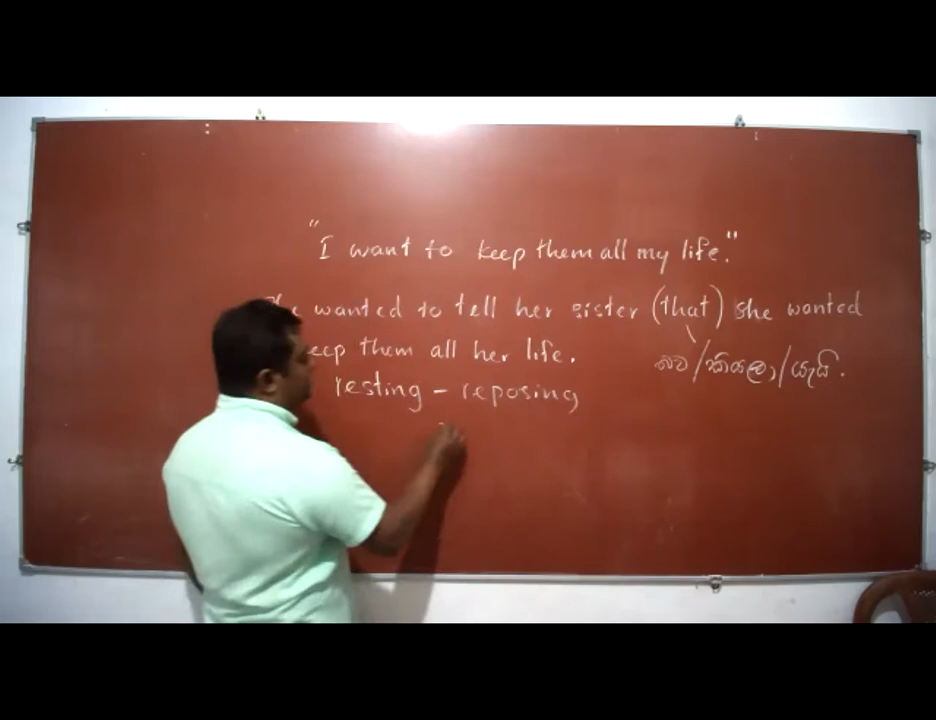 "I want to keep them all my life."
wanted to tell her sister (that) she wanted
keep them all her life.
බව/කියලා/යැයි.
resting – reposing